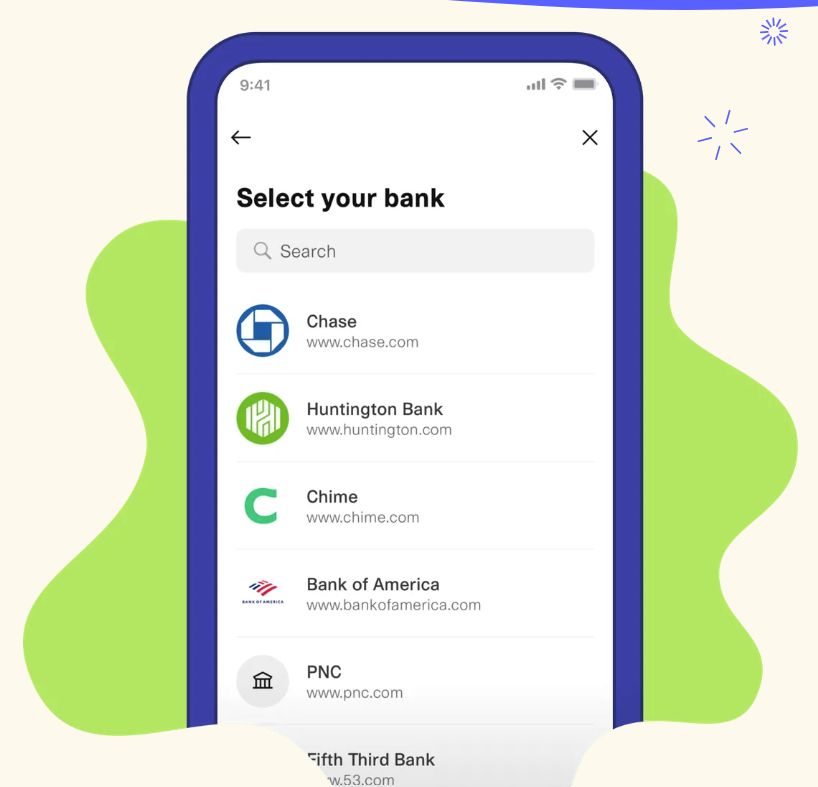 9:41
Select your bank
Search
Chase
www.chase.com
Huntington Bank
www.huntington.com
Chime
www.chime.com
BANK OF AMERICA
Bank of America
www.bankofamerica.com
PNC
www.pnc.com
Fifth Third Bank
w.53.com